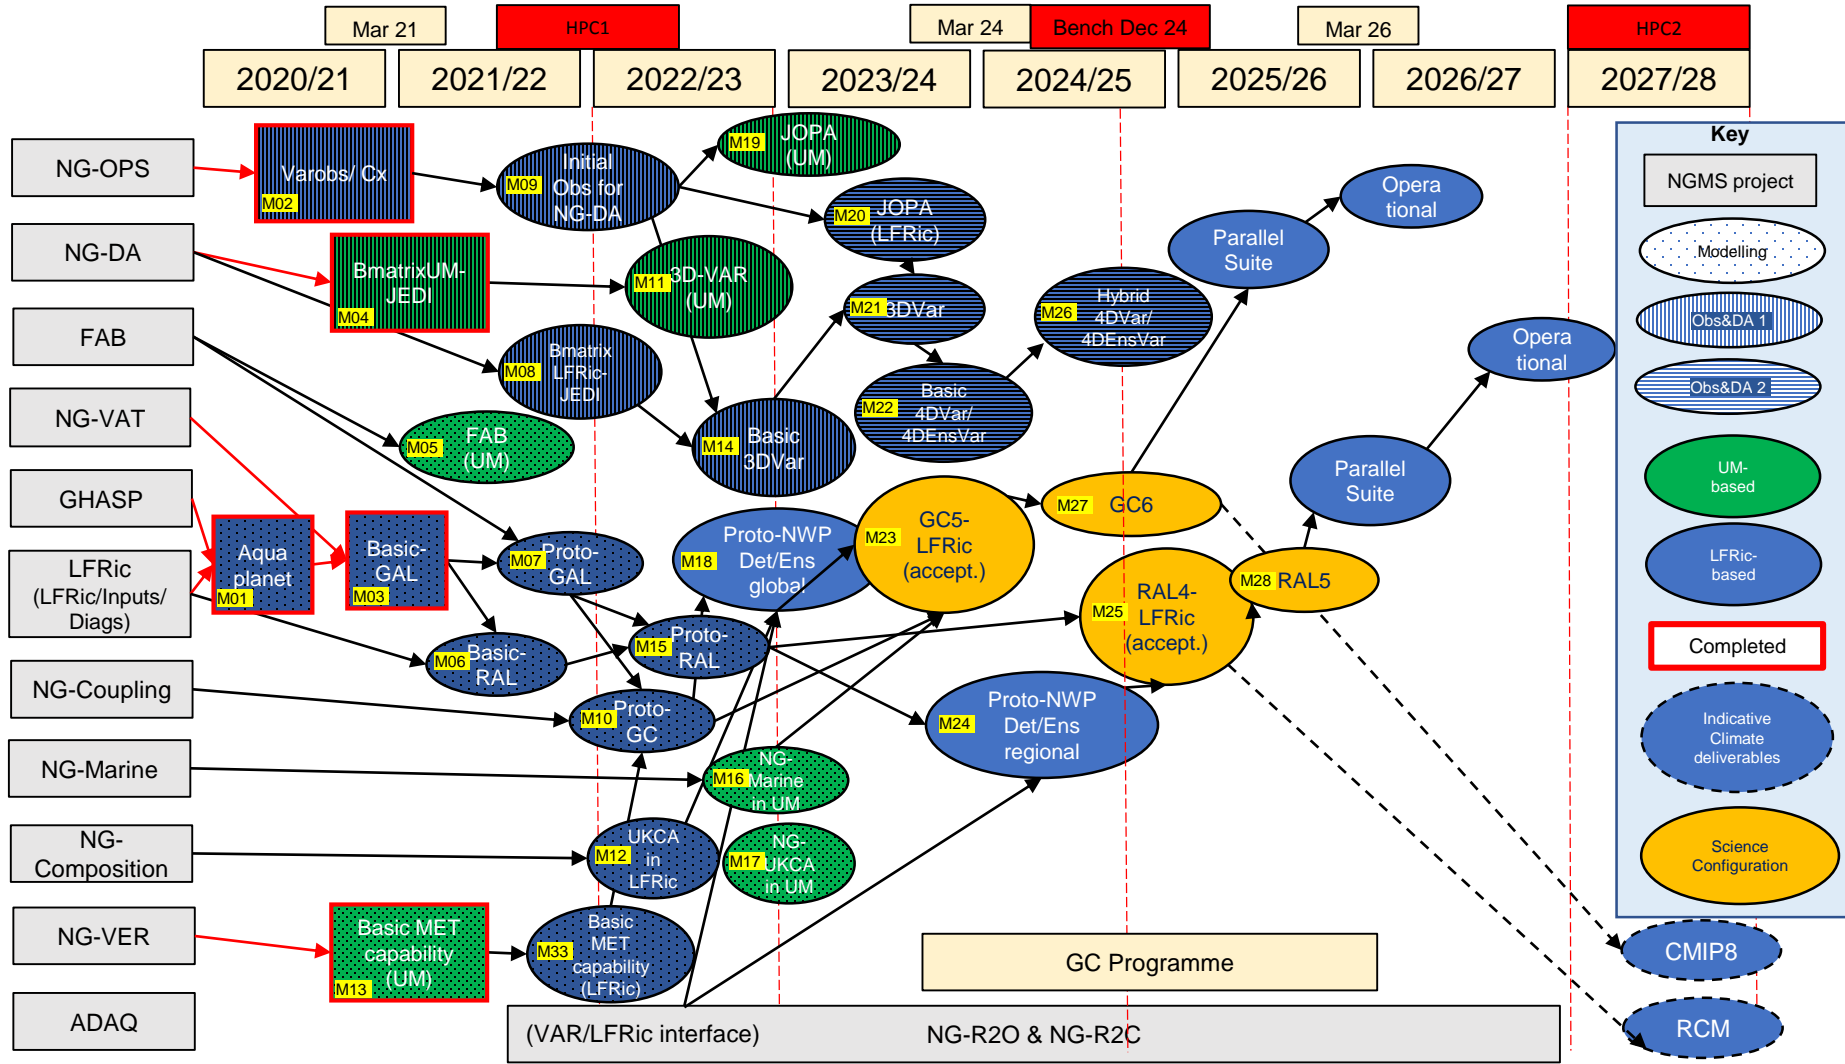 Mar 21
HPC1
Mar 24
Bench Dec 24
Mar 26
HPC2
2020/21
2021/22
2022/23
2023/24
2024/25
2025/26
2026/27
2027/28
NG-OPS
NG-DA
FAB
NG-VAT
GHASP
LFRic
(LFRic/Inputs/
Diags)
NG-Coupling
NG-Marine
NG-
Composition
NG-VER
ADAQ
Varobs/ Cx
M02
BmatrixUM-
JEDI
M04
Aqua
planet
M01
Basic-
GAL
M03
Basic MET
capability
(UM)
M13
M09
Initial
Obs for
NG-DA
M08
Bmatrix
LFRic-
JEDI
M05
FAB
(UM)
M07
Proto-
GAL
M06
Basic-
RAL
M10
Proto-
GC
M12
UKCA
in
LFRic
M33
Basic
MET
capability
(LFRic)
M19
JOPA
(UM)
M11
3D-VAR
(UM)
M14
Basic
3DVar
M18
Proto-NWP
Det/Ens
global
M15
Proto-
RAL
M16
NG-
Marine
in UM
M17
NG-
UKCA
in UM
M20
JOPA
(LFRic)
M21
3DVar
M22
Basic
4DVar/
4DEnsVar
M23
GC5-
LFRic
(accept.)
M24
Proto-NWP
Det/Ens
regional
M26
Hybrid
4DVar/
4DEnsVar
M27
GC6
M25
RAL4-
LFRic
(accept.)
M28
RAL5
Parallel
Suite
Opera
tional
Parallel
Suite
Opera
tional
CMIP8
RCM
GC Programme
(VAR/LFRic interface)
NG-R2O & NG-R2C
Key
NGMS project
Modelling
Obs&DA 1
Obs&DA 2
UM-
based
LFRic-
based
Completed
Indicative
Climate
deliverables
Science
Configuration